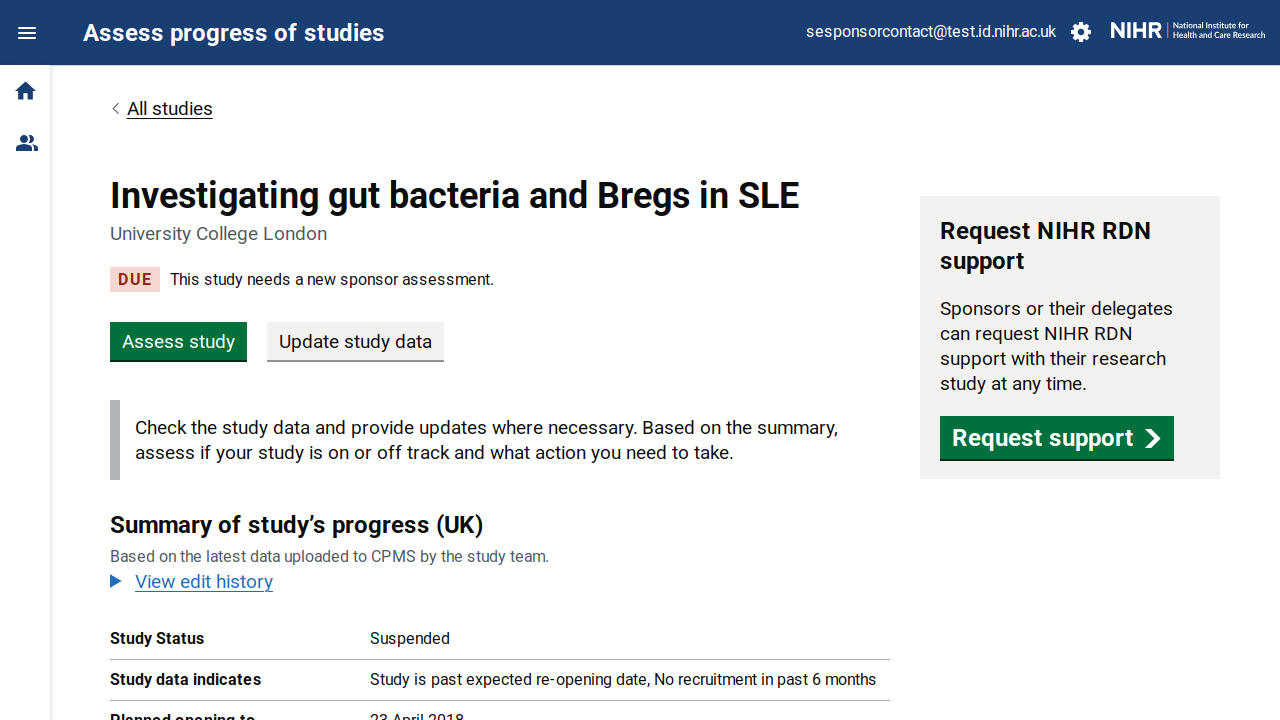 Assess progress of studies
sesponsorcontact@test.id.nihr.ac.uk
NIHR | National Institute for
Health and Care Research
All studies
Investigating gut bacteria and Bregs in SLE
University College London
DUE This study needs a new sponsor assessment.
Assess study
Update study data
Check the study data and provide updates where necessary. Based on the summary,
assess if your study is on or off track and what action you need to take.
Summary of study’s progress (UK)
Based on the latest data uploaded to CPMS by the study team.
View edit history
Study Status Suspended
Study data indicates Study is past expected re-opening date, No recruitment in past 6 months
Planned opening to 23 April 2018
Request NIHR RDN
support
Sponsors or their delegates
can request NIHR RDN
support with their research
study at any time.
Request support